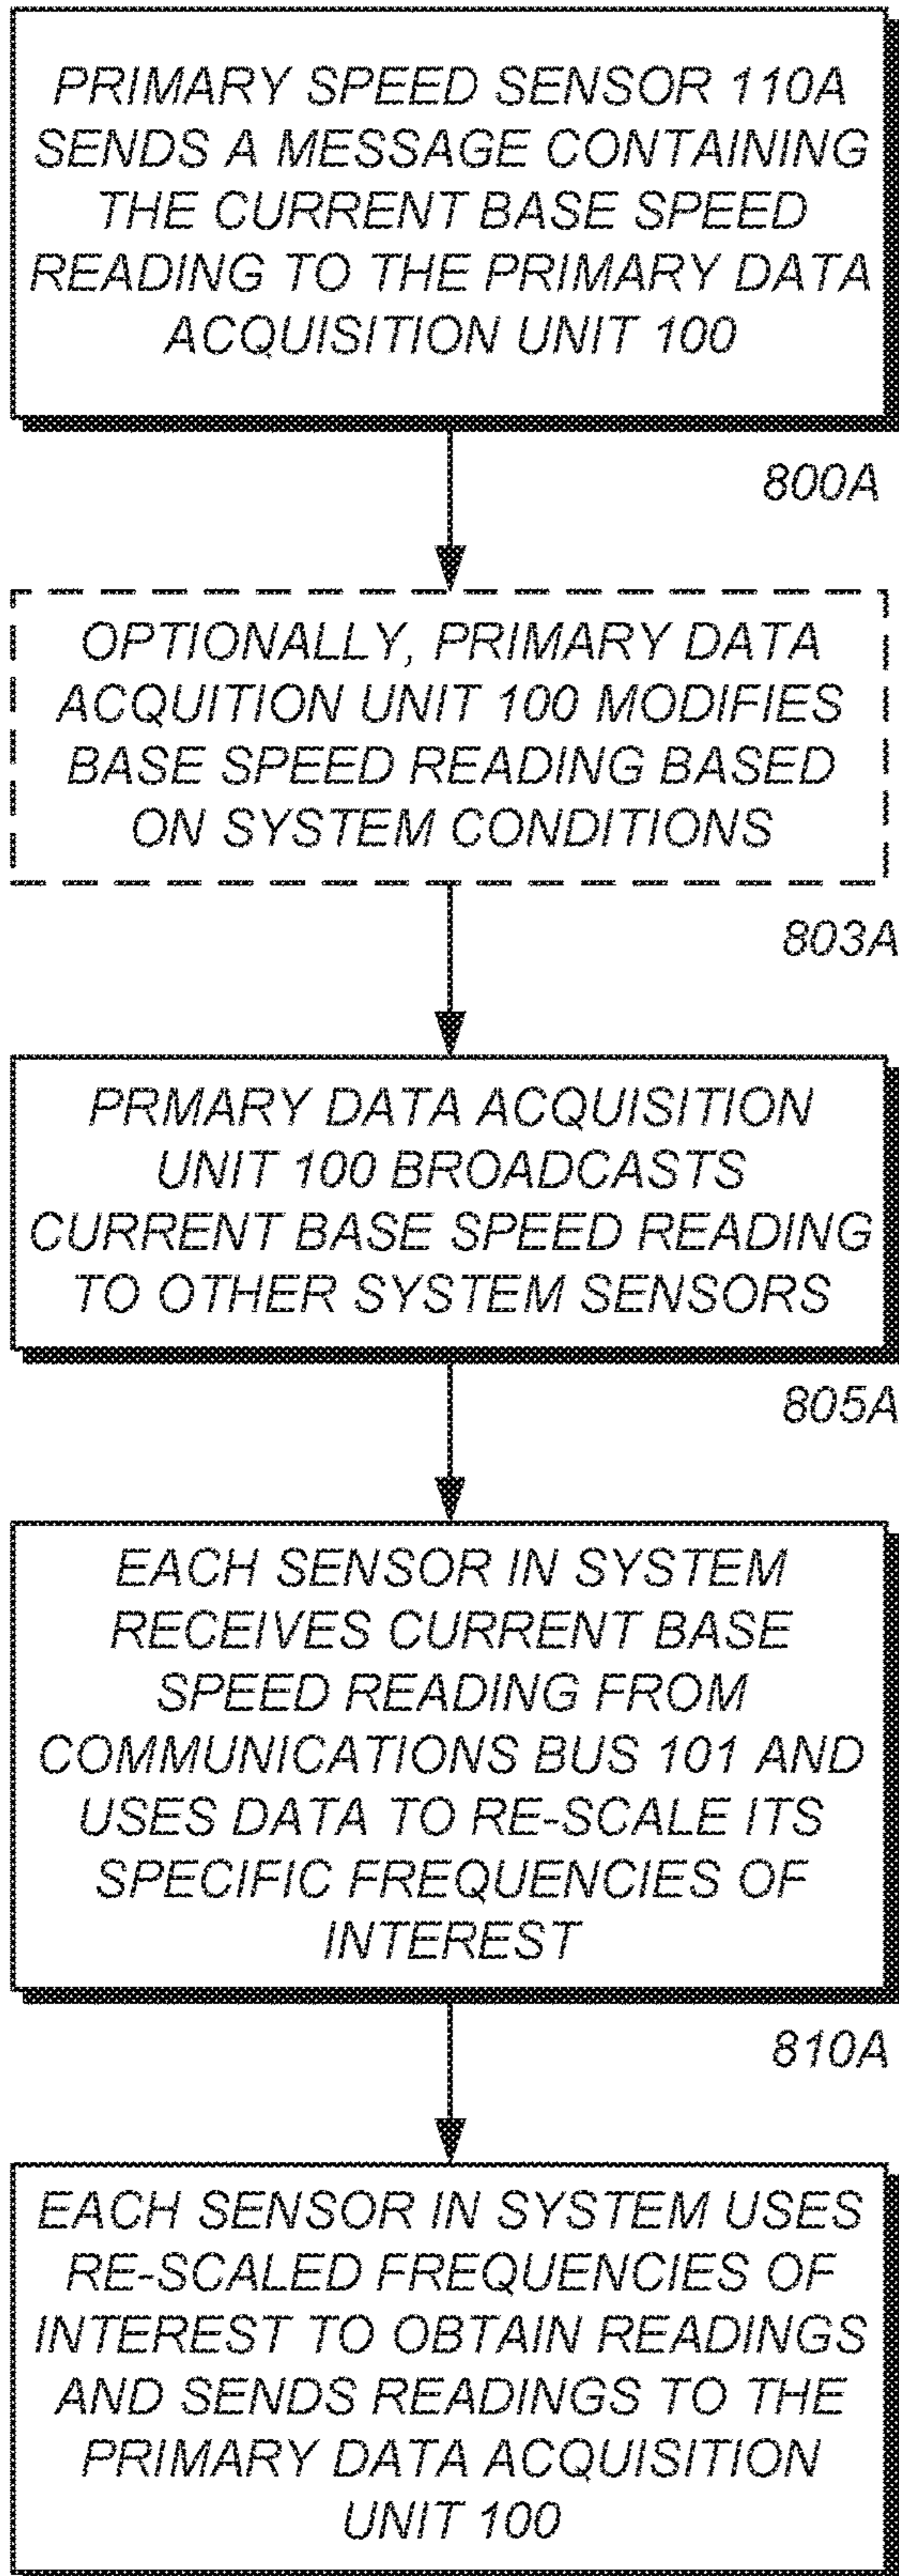 PRIMARY SPEED SENSOR 110A
SENDS A MESSAGE CONTAINING
THE CURRENT BASE SPEED
READING TO THE PRIMARY DATA
ACQUISITION UNIT 100
800A
OPTIONALLY, PRIMARY DATA
ACQUITION UNIT 100 MODIFIES
BASE SPEED READING BASED
ON SYSTEM CONDITIONS
803A
PRMARY DATA ACQUISITION
UNIT 100 BROADCASTS
CURRENT BASE SPEED READING
TO OTHER SYSTEM SENSORS
805A
EACH SENSOR IN SYSTEM
RECEIVES CURRENT BASE
SPEED READING FROM
COMMUNICATIONS BUS 101 AND
USES DATA TO RE-SCALE ITS
SPECIFIC FREQUENCIES OF
INTEREST
810A
EACH SENSOR IN SYSTEM USES
RE-SCALED FREQUENCIES OF
INTEREST TO OBTAIN READINGS
AND SENDS READINGS TO THE
PRIMARY DATA ACQUISITION
UNIT 100